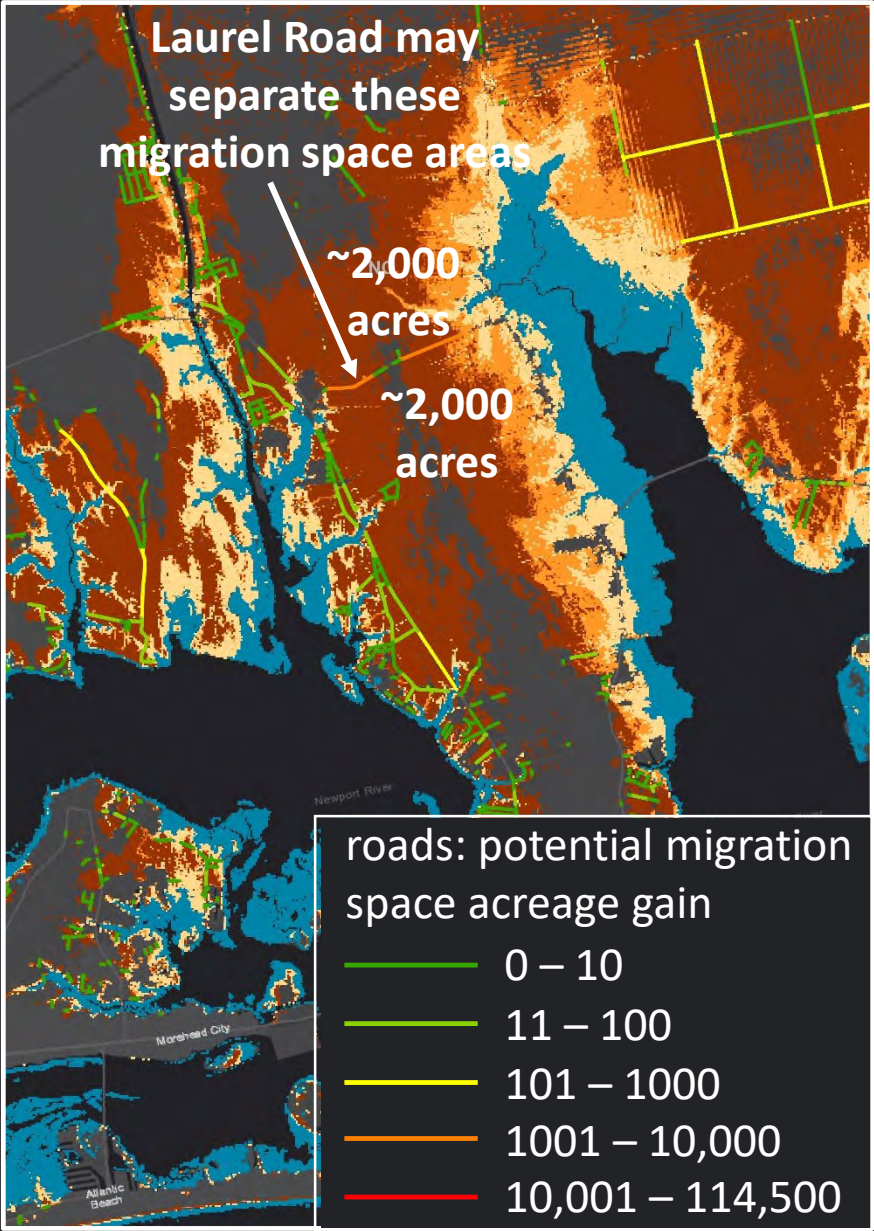 Laurel Road may
separate these
migration space areas
~2,000
acres
~2,000
acres
Newport River
roads: potential migration
space acreage gain
0 – 10
11 – 100
101 – 1000
1001 – 10,000
10,001 – 114,500
Morehead City
Atlantic
Beach